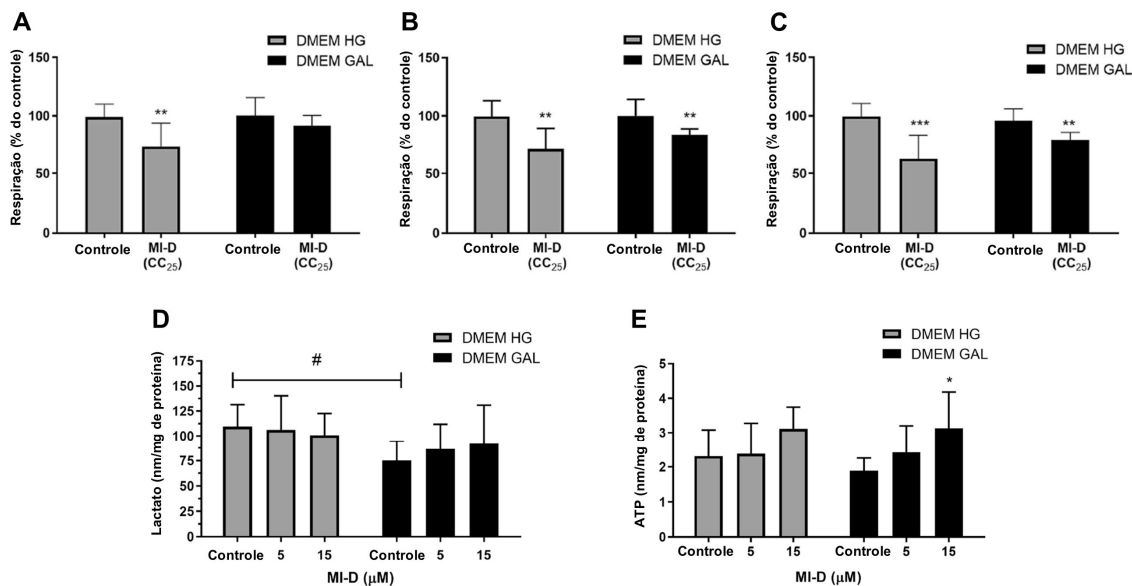 A
DMEM HG
DMEM GAL
Respiração (% do controle)
150
100
50
0
Controle
MI-D
(CC25)
Controle
MI-D
(CC25)
**
B
DMEM HG
DMEM GAL
Respiração (% do controle)
150
100
50
0
Controle
MI-D
(CC25)
Controle
MI-D
(CC25)
**
**
C
DMEM HG
DMEM GAL
Respiração (% do controle)
150
100
50
0
Controle
MI-D
(CC25)
Controle
MI-D
(CC25)
***
**
D
DMEM HG
DMEM GAL
#
Lactato (nm/mg de proteína)
175
150
125
100
75
50
25
0
Controle 5 15 Controle 5 15
MI-D (µM)
E
DMEM HG
DMEM GAL
*
ATP (nm/mg de proteína)
5
4
3
2
1
0
Controle 5 15 Controle 5 15
MI-D (µM)